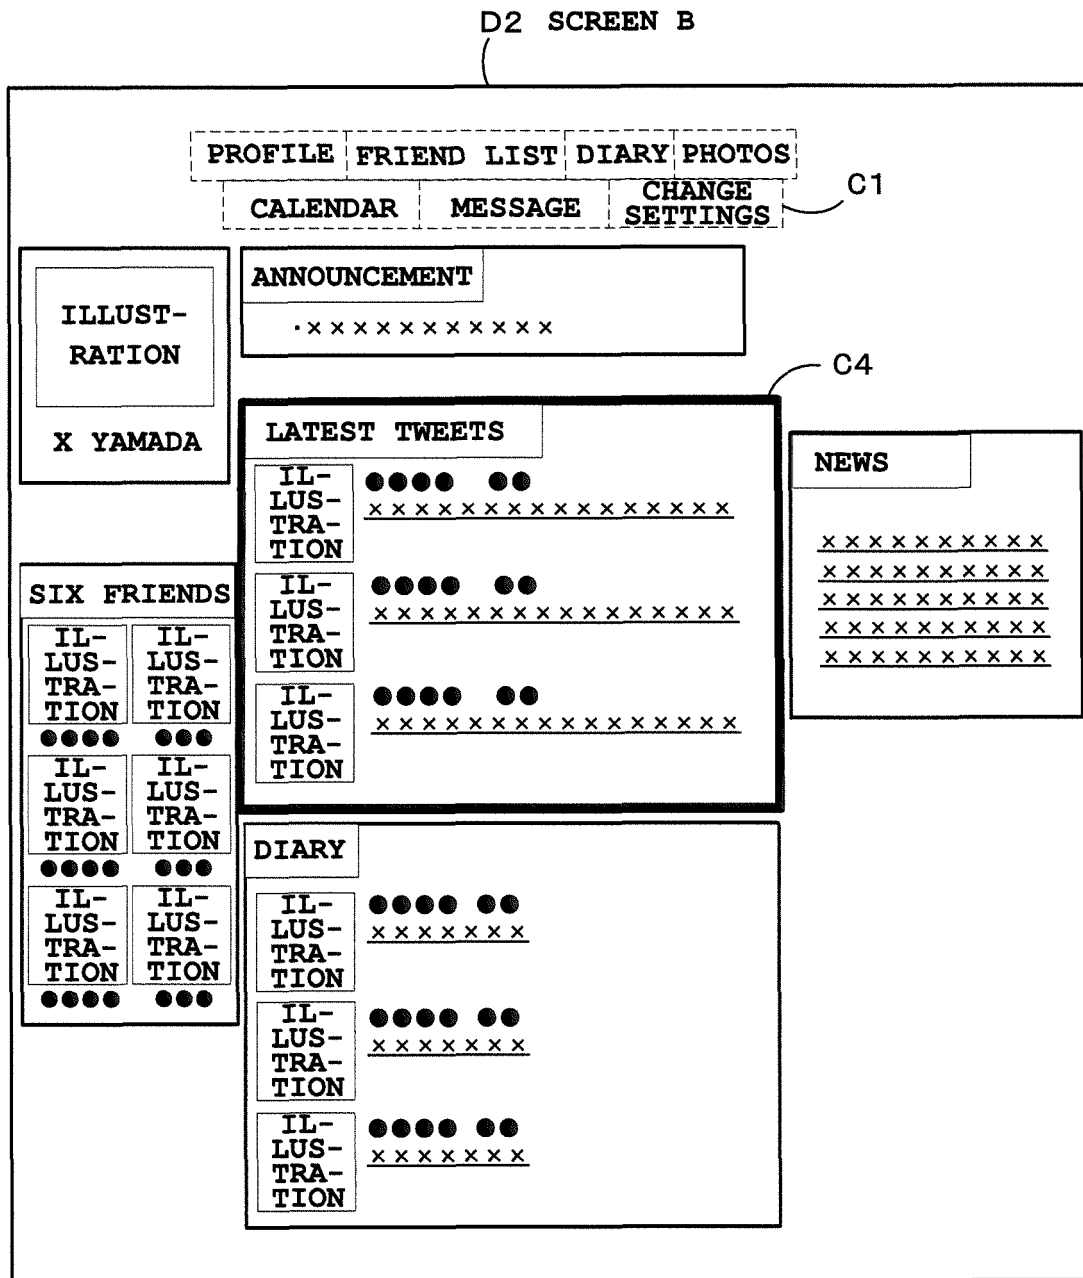 D2 SCREEN B
PROFILE FRIEND LIST DIARY PHOTOS
CALENDAR MESSAGE CHANGE SETTINGS
C1
ILLUST-
RATION
X YAMADA
ANNOUNCEMENT
·×××××××××××
C4
LATEST TWEETS
IL-
LUS-
TRA-
TION
●●●● ●●
××××××××××××××××
IL-
LUS-
TRA-
TION
●●●● ●●
××××××××××××××××
IL-
LUS-
TRA-
TION
●●●● ●●
××××××××××××××××
NEWS
××××××××××
××××××××××
××××××××××
××××××××××
××××××××××
SIX FRIENDS
IL- IL-
LUS- LUS-
TRA- TRA-
TION TION
●●●● ●●●
IL- IL-
LUS- LUS-
TRA- TRA-
TION TION
●●●● ●●●
IL- IL-
LUS- LUS-
TRA- TRA-
TION TION
●●●● ●●●
DIARY
IL-
LUS-
TRA-
TION
●●●● ●●
×××××××
IL-
LUS-
TRA-
TION
●●●● ●●
×××××××
IL-
LUS-
TRA-
TION
●●●● ●●
×××××××